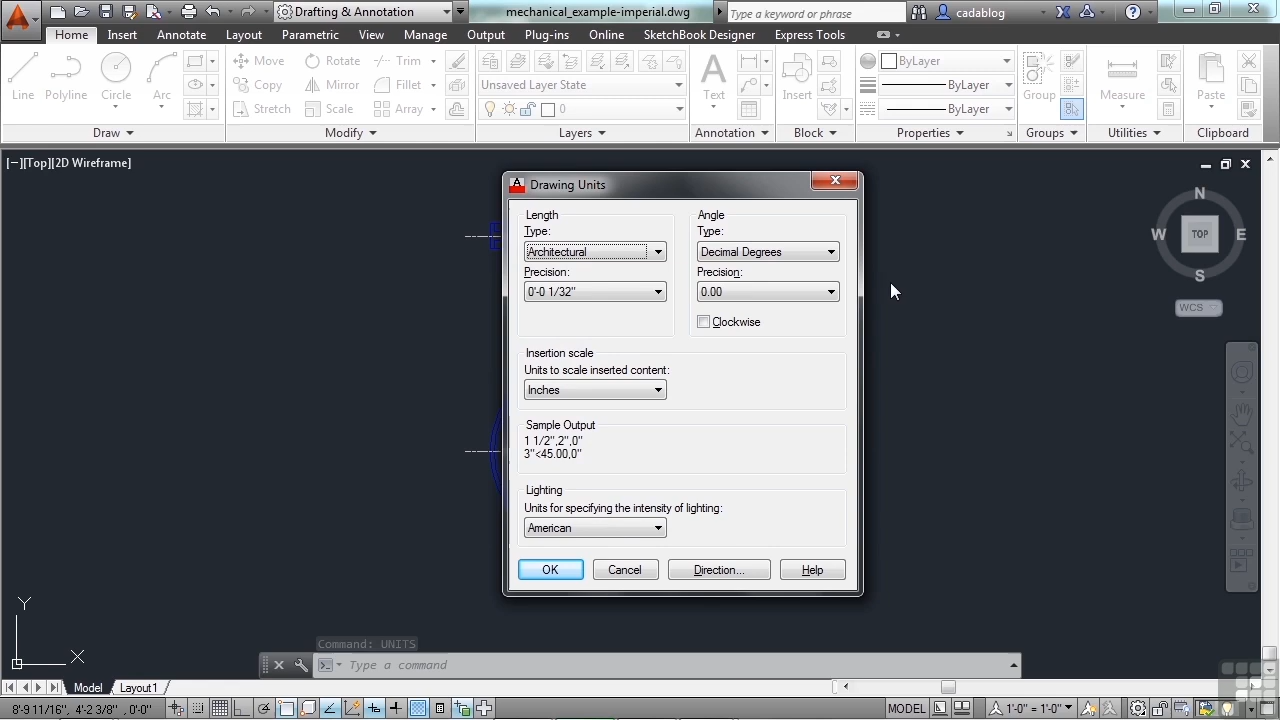 Drafting & Annotation
mechanical_example-imperial.dwg
Type a keyword or phrase
cadablog
Home Insert Annotate Layout Parametric View Manage Output Plug-ins Online SketchBook Designer Express Tools
Line Polyline Circle Arc
Move Rotate Trim
Copy Mirror Fillet
Stretch Scale Array
Unsaved Layer State
0
Text
Insert
ByLayer
ByLayer
ByLayer
Group
Measure
Paste
Draw Modify Layers Annotation Block Properties Groups Utilities Clipboard
[−][Top][2D Wireframe]
N
W TOP E
S
WCS
Drawing Units
Length
Type:
Architectural
Precision:
0'-0 1/32"
Angle
Type:
Decimal Degrees
Precision:
0.00
Clockwise
Insertion scale
Units to scale inserted content:
Inches
Sample Output
1 1/2",2",0"
3"<45.00,0"
Lighting
Units for specifying the intensity of lighting:
American
OK Cancel Direction... Help
Y
X
Command: UNITS
Type a command
Model Layout1
8'-9 11/16", 4'-2 3/8" , 0'-0"
MODEL
1'-0" = 1'-0"